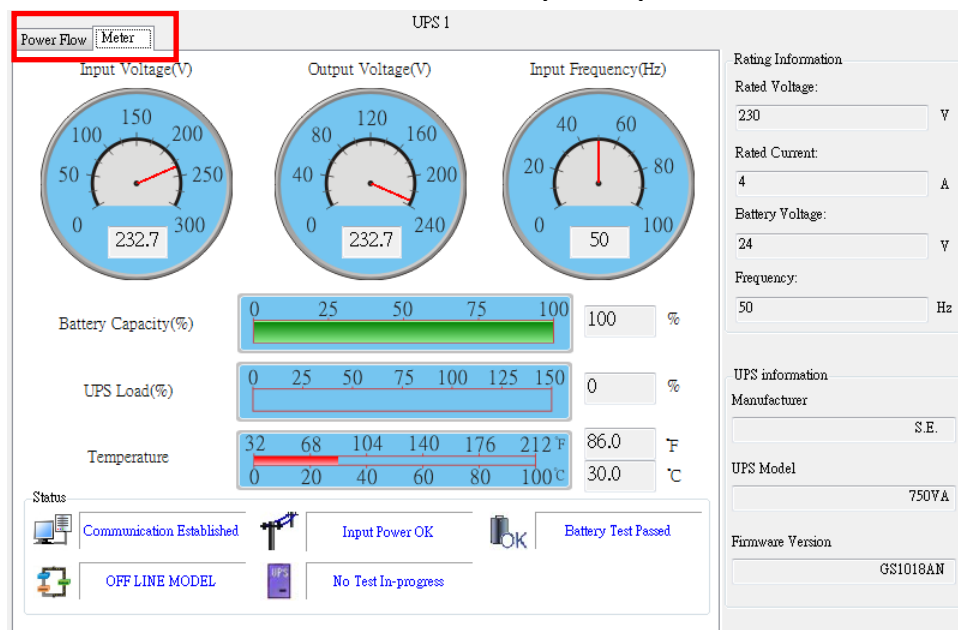 UPS 1
Power Flow Meter
Input Voltage(V) Output Voltage(V) Input Frequency(Hz)
0 50 100 150 200 250 300
232.7
0 40 80 120 160 200 240
232.7
0 20 40 60 80 100
50
Battery Capacity(%)
0 25 50 75 100
100 %
UPS Load(%)
0 25 50 75 100 125 150
0 %
Temperature
32 68 104 140 176 212 °F
0 20 40 60 80 100 °C
86.0 °F
30.0 °C
Status
Communication Established
Input Power OK
OK
Battery Test Passed
OFF LINE MODEL
UPS
No Test In-progress
Rating Information
Rated Voltage:
230 V
Rated Current:
4 A
Battery Voltage:
24 V
Frequency:
50 Hz
UPS information
Manufacturer
S.E.
UPS Model
750VA
Firmware Version
GS1018AN